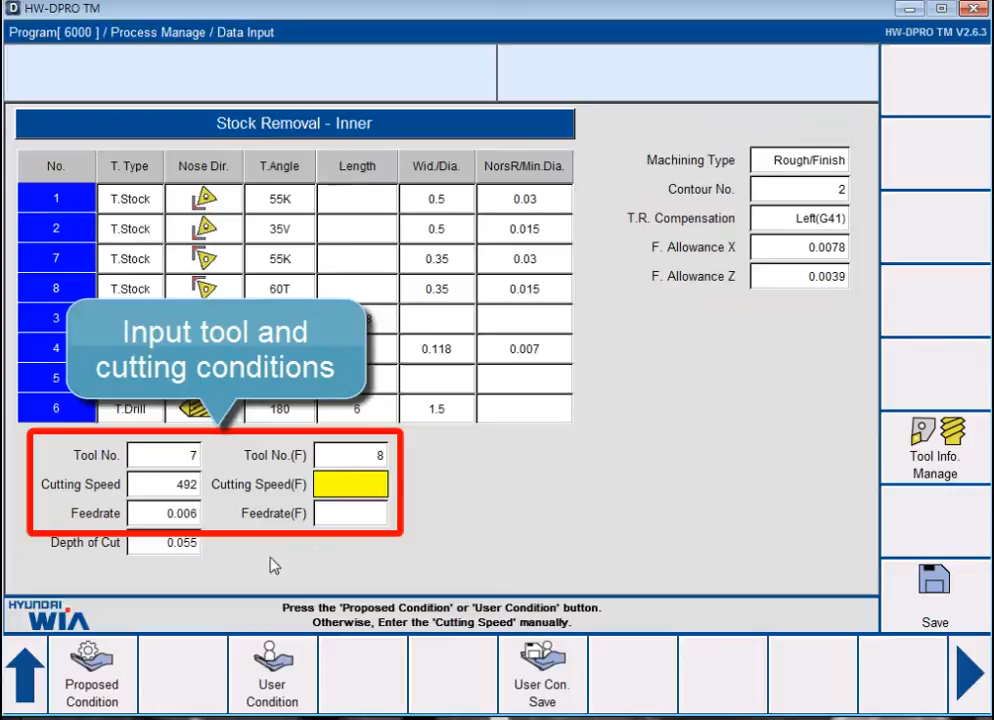 HW-DPRO TM
Program[ 6000 ] / Process Manage / Data Input
HW-DPRO TM V2.6.3
Stock Removal - Inner
No. T. Type Nose Dir. T.Angle Length Wid./Dia. NorsR/Min.Dia.
1 T.Stock 55K 0.5 0.03
2 T.Stock 35V 0.5 0.015
7 T.Stock 55K 0.35 0.03
8 T.Stock 60T 0.35 0.015
3
4 0.118 0.007
5
6 T.Drill 180 6 1.5
Input tool and
cutting conditions
Machining Type Rough/Finish
Contour No. 2
T.R. Compensation Left(G41)
F. Allowance X 0.0078
F. Allowance Z 0.0039
Tool No. 7 Tool No.(F) 8
Cutting Speed 492 Cutting Speed(F)
Feedrate 0.006 Feedrate(F)
Depth of Cut 0.055
Tool Info.
Manage
Save
HYUNDAI
WIA
Press the 'Proposed Condition' or 'User Condition' button.
Otherwise, Enter the 'Cutting Speed' manually.
Proposed
Condition
User
Condition
User Con.
Save